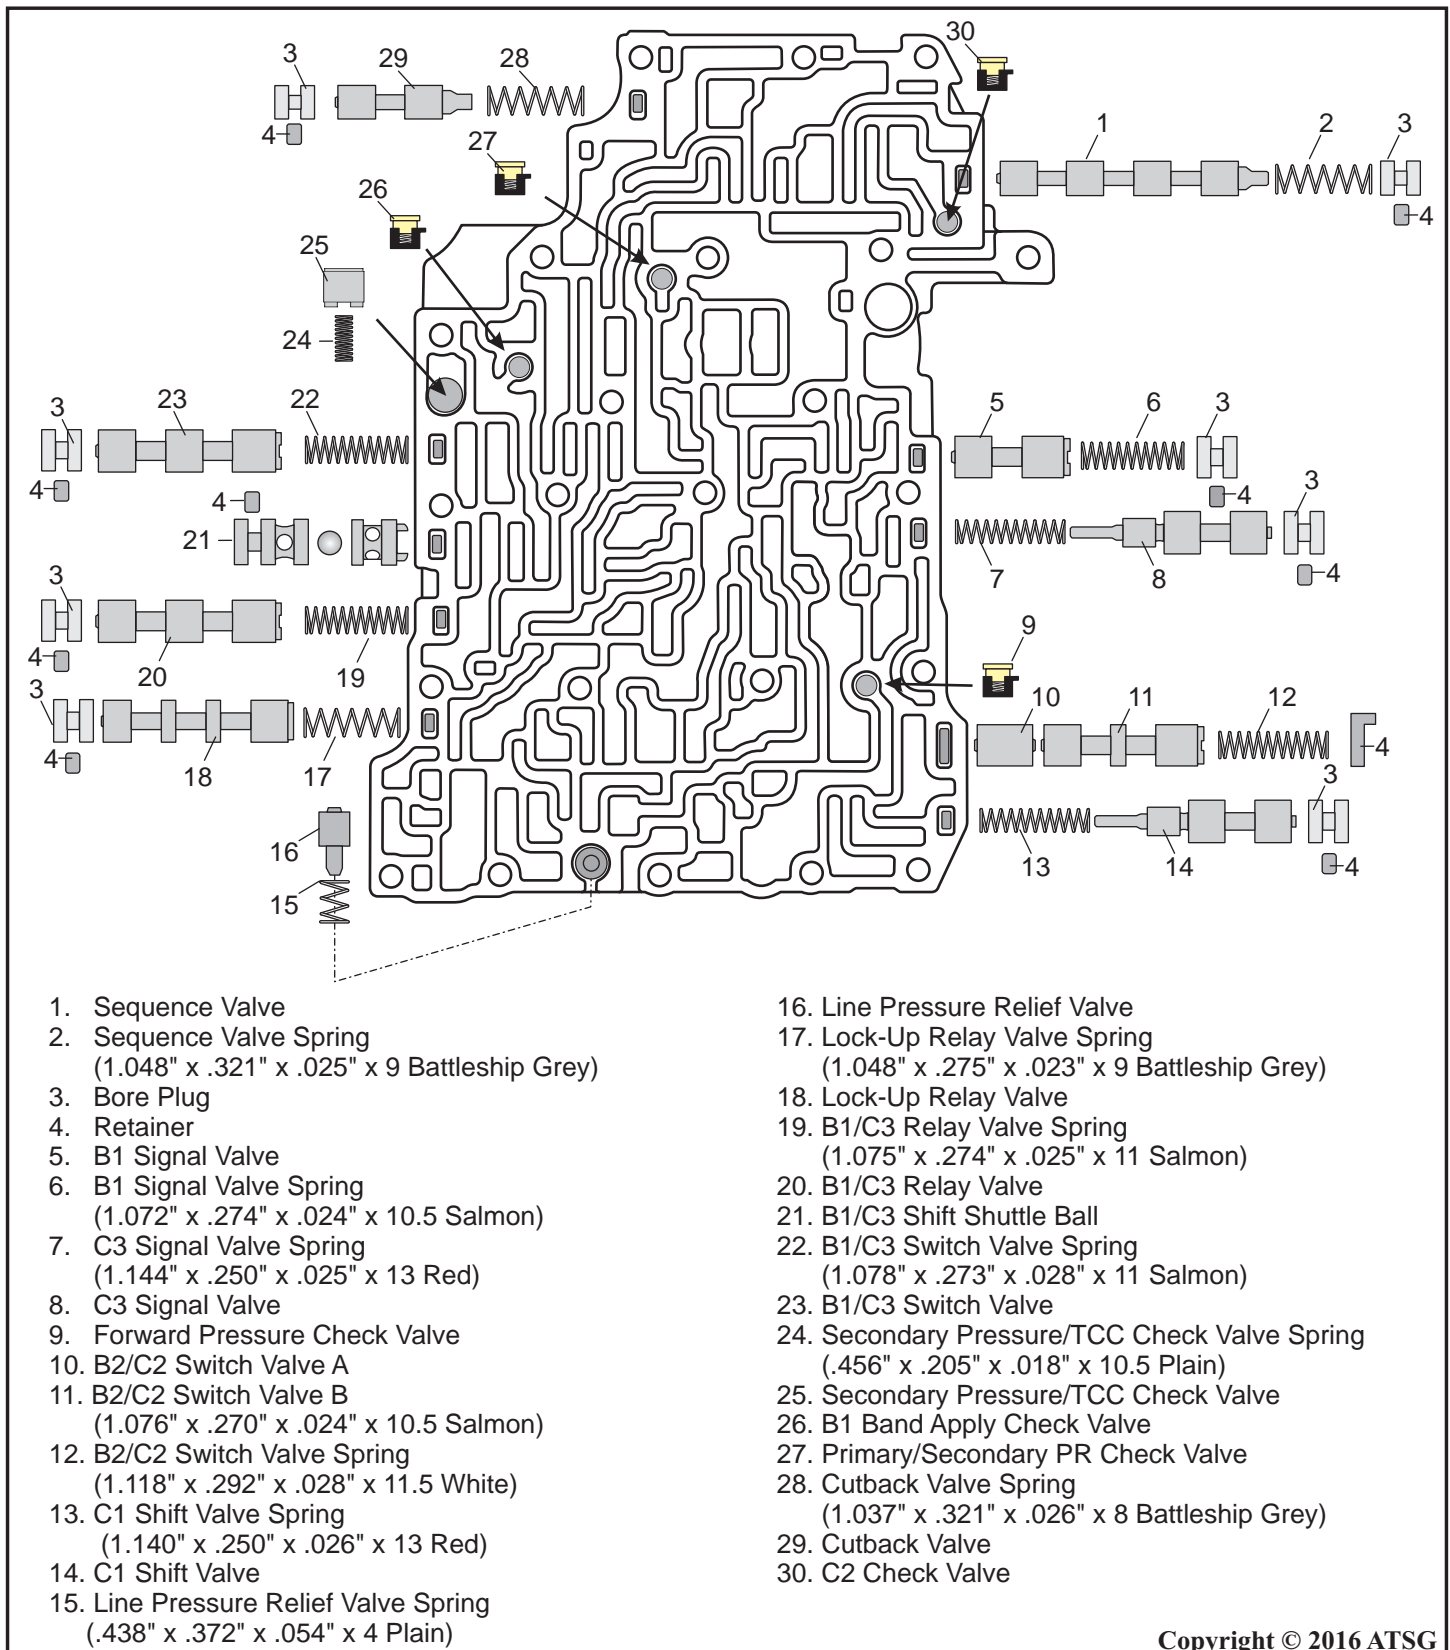 30
3
29
28
4
27
1
2
3
26
4
25
24
3
23
22
5
6
3
4
4
4
3
21
7
8
4
3
9
4
20
19
3
10
11
12
4
18
17
4
3
16
13
14
4
15
1. Sequence Valve
2. Sequence Valve Spring
(1.048" x .321" x .025" x 9 Battleship Grey)
3. Bore Plug
4. Retainer
5. B1 Signal Valve
6. B1 Signal Valve Spring
(1.072" x .274" x .024" x 10.5 Salmon)
7. C3 Signal Valve Spring
(1.144" x .250" x .025" x 13 Red)
8. C3 Signal Valve
9. Forward Pressure Check Valve
10. B2/C2 Switch Valve A
11. B2/C2 Switch Valve B
(1.076" x .270" x .024" x 10.5 Salmon)
12. B2/C2 Switch Valve Spring
(1.118" x .292" x .028" x 11.5 White)
13. C1 Shift Valve Spring
(1.140" x .250" x .026" x 13 Red)
14. C1 Shift Valve
15. Line Pressure Relief Valve Spring
(.438" x .372" x .054" x 4 Plain)
16. Line Pressure Relief Valve
17. Lock-Up Relay Valve Spring
(1.048" x .275" x .023" x 9 Battleship Grey)
18. Lock-Up Relay Valve
19. B1/C3 Relay Valve Spring
(1.075" x .274" x .025" x 11 Salmon)
20. B1/C3 Relay Valve
21. B1/C3 Shift Shuttle Ball
22. B1/C3 Switch Valve Spring
(1.078" x .273" x .028" x 11 Salmon)
23. B1/C3 Switch Valve
24. Secondary Pressure/TCC Check Valve Spring
(.456" x .205" x .018" x 10.5 Plain)
25. Secondary Pressure/TCC Check Valve
26. B1 Band Apply Check Valve
27. Primary/Secondary PR Check Valve
28. Cutback Valve Spring
(1.037" x .321" x .026" x 8 Battleship Grey)
29. Cutback Valve
30. C2 Check Valve
Copyright © 2016 ATSG